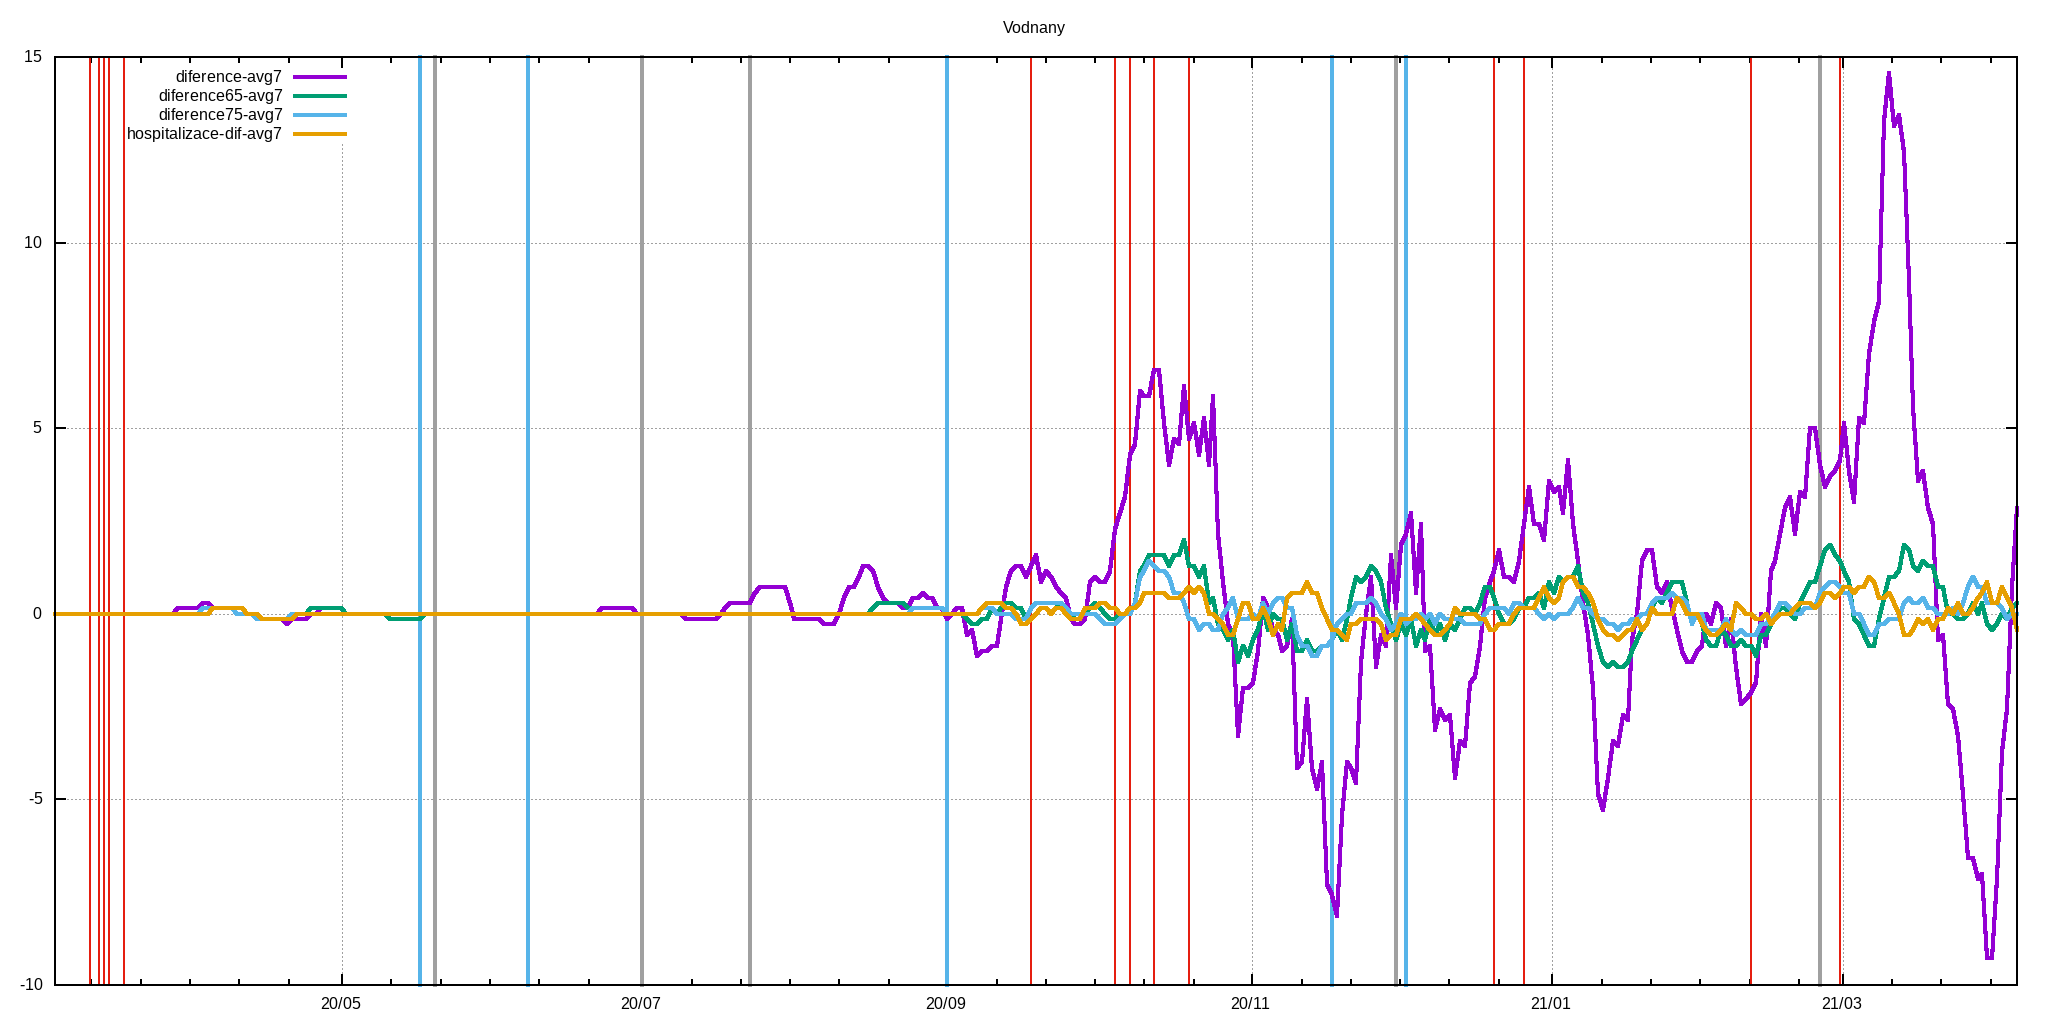 Vodnany
15
diference-avg7
diference65-avg7
diference75-avg7
hospitalizace-dif-avg7
10
5
0
-5
-10
20/05 20/07 20/09 20/11 21/01 21/03